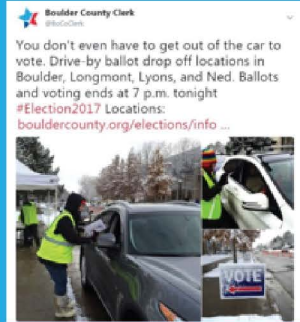 Boulder County Clerk
@BoCoClerk
You don't even have to get out of the car to
vote. Drive-by ballot drop off locations in
Boulder, Longmont, Lyons, and Ned. Ballots
and voting ends at 7 p.m. tonight
#Election2017 Locations:
bouldercounty.org/elections/info ...
VOTE